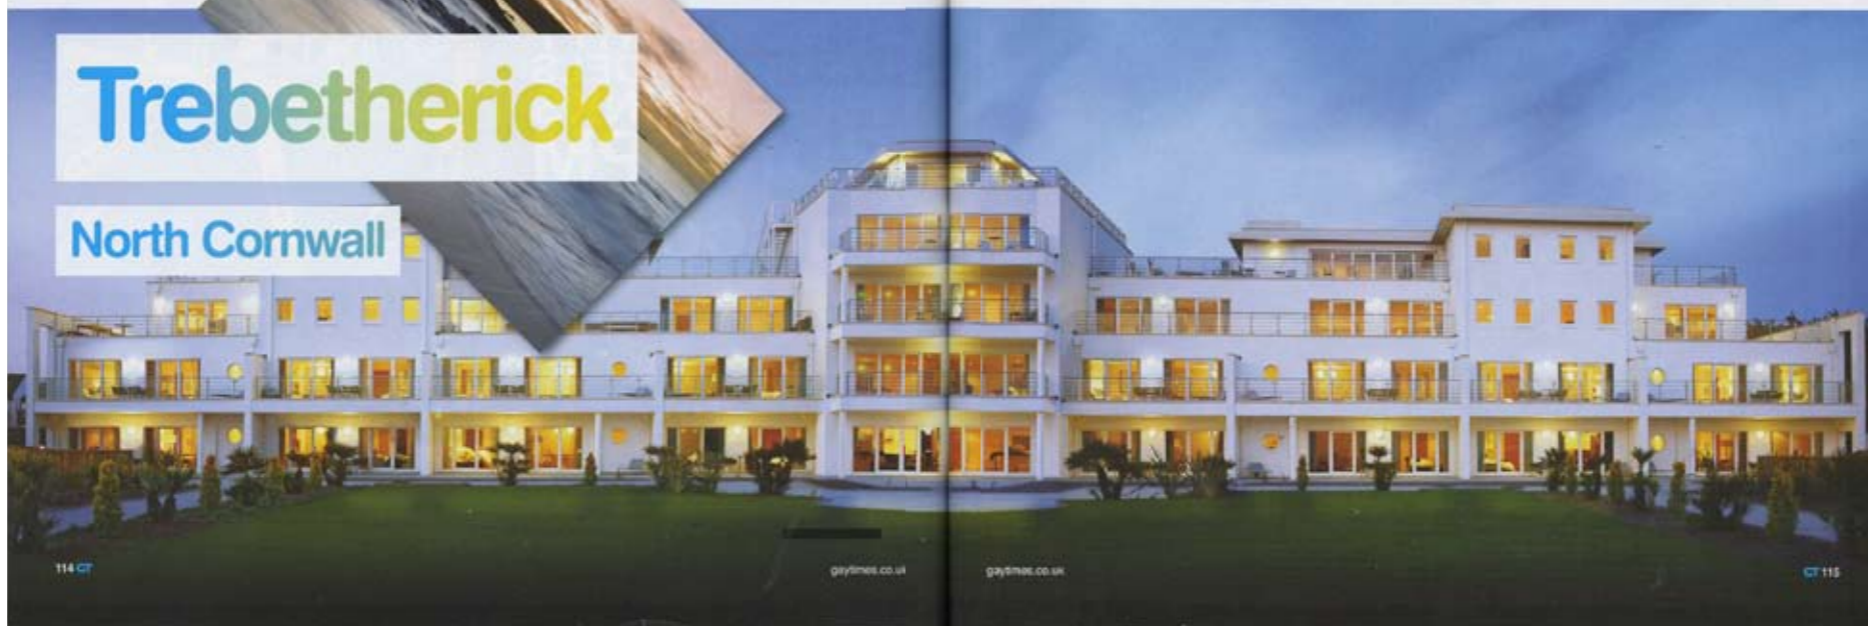 Trebetherick
North Cornwall
114 GT
gaytimes.co.uk
gaytimes.co.uk
GT 115